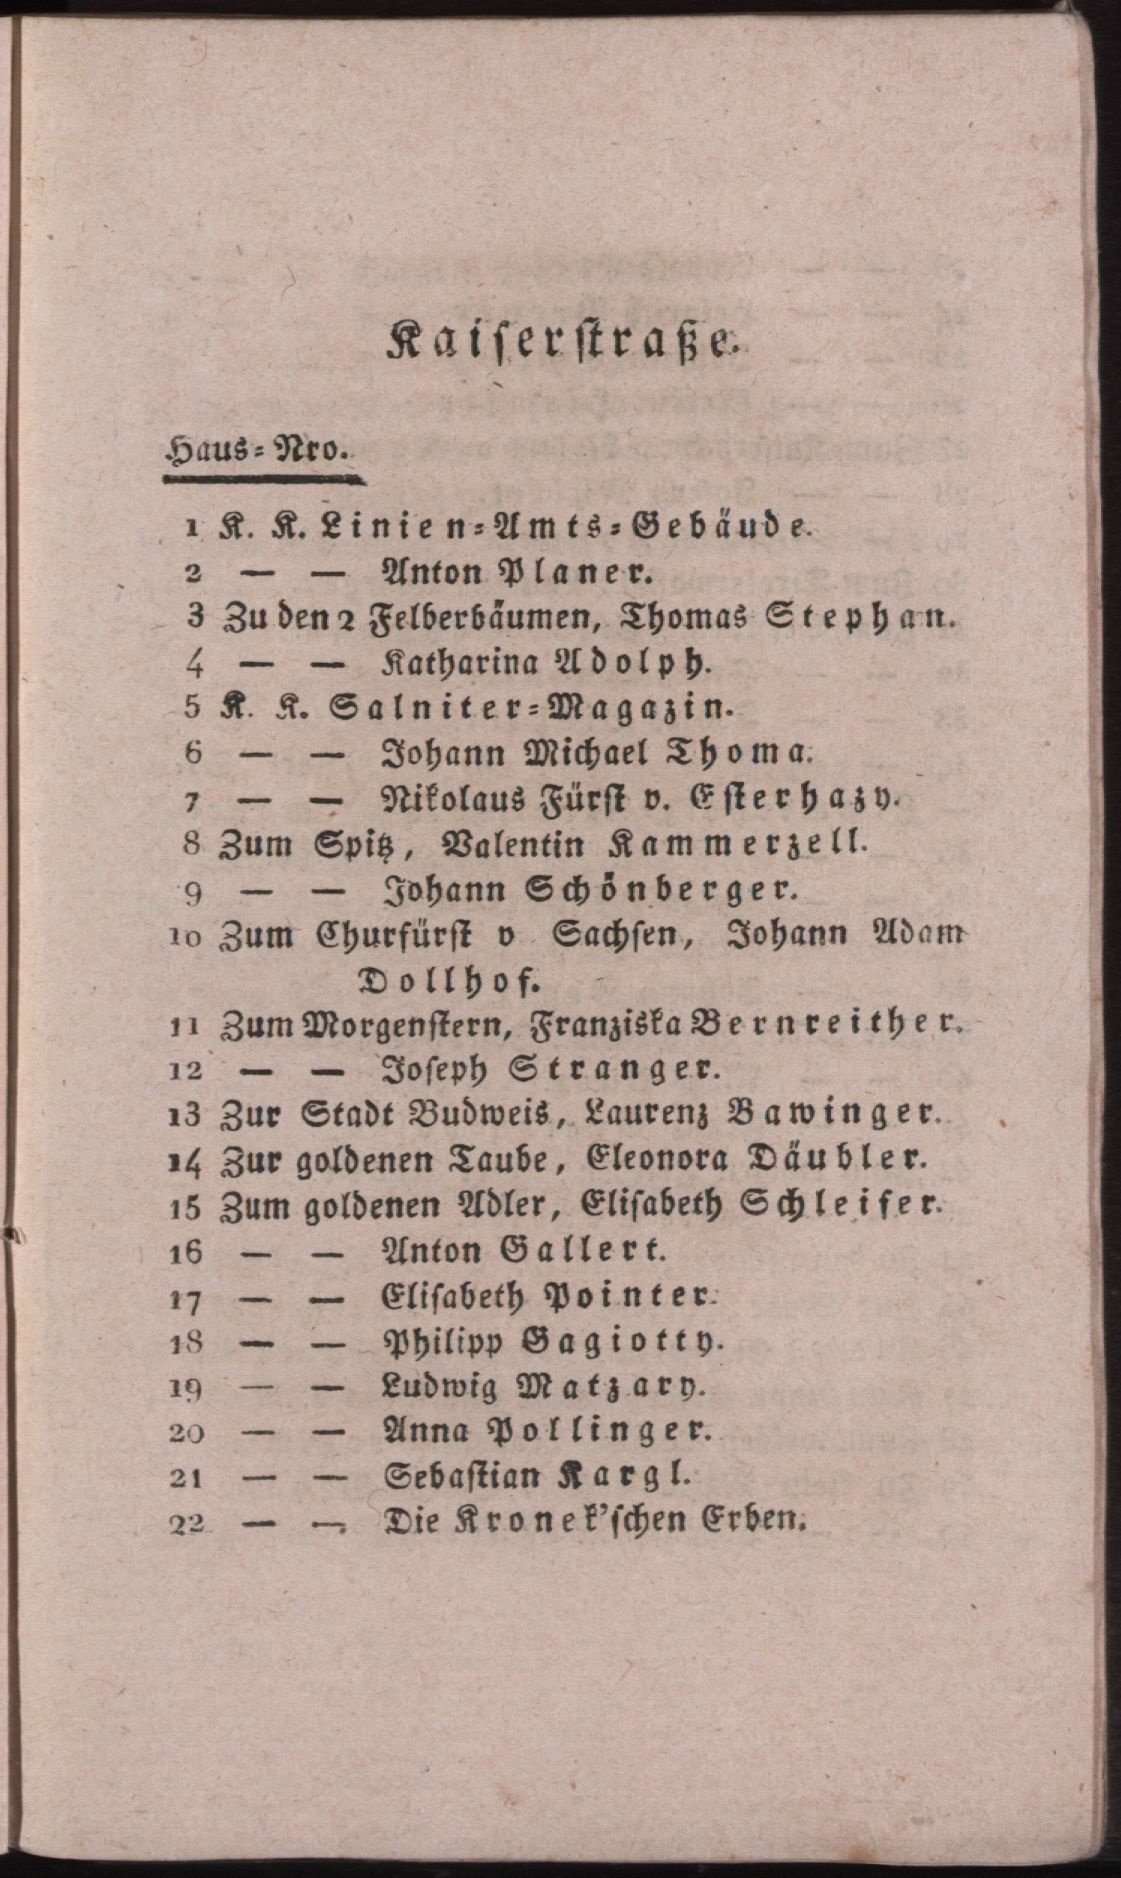 Kaiserstraße.
Haus-Nro.
1 K. K. Linien-Amts-Gebäude.
2 — — Anton Planer.
3 Zu den 2 Felberbäumen, Thomas Stephan.
4 — — Katharina Adolph.
5 K. K. Salniter-Magazin.
6 — — Johann Michael Thoma.
7 — — Nikolaus Fürst v. Esterhazy.
8 Zum Spitz, Valentin Kammerzell.
9 — — Johann Schönberger.
10 Zum Churfürst v Sachsen, Johann Adam
Dollhof.
11 Zum Morgenstern, Franziska Bernreither.
12 — — Joseph Stranger.
13 Zur Stadt Budweis, Laurenz Bawinger.
14 Zur goldenen Taube, Eleonora Däubler.
15 Zum goldenen Adler, Elisabeth Schleifer.
16 — — Anton Gallert.
17 — — Elisabeth Pointer.
18 — — Philipp Gagiotty.
19 — — Ludwig Matzary.
20 — — Anna Pollinger.
21 — — Sebastian Kargl.
22 — — Die Kronek'schen Erben.